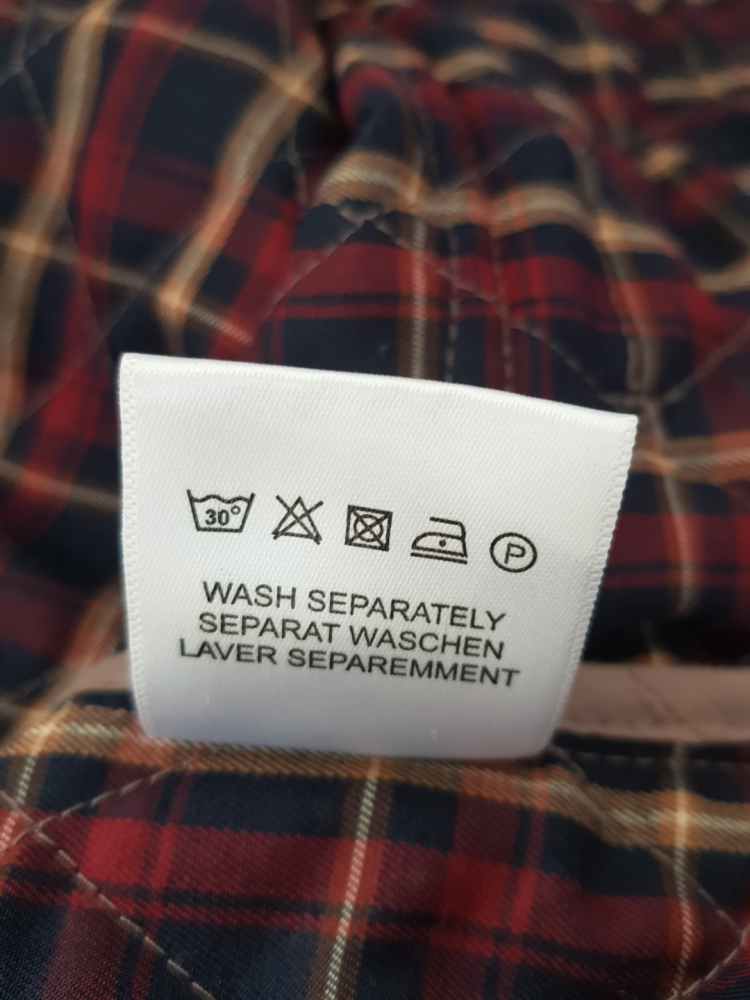 30°
P
WASH SEPARATELY
SEPARAT WASCHEN
LAVER SEPAREMMENT